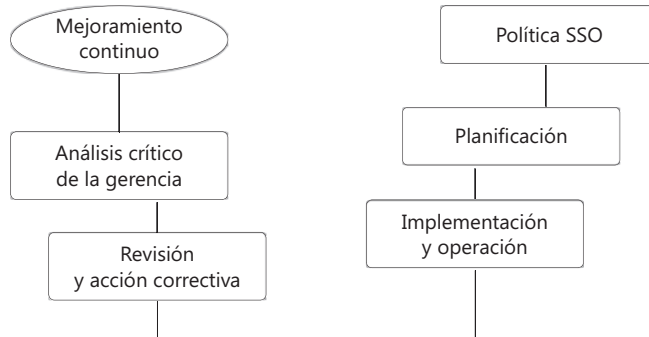 Mejoramiento
continuo
Política SSO
Análisis crítico
de la gerencia
Planificación
Revisión
y acción correctiva
Implementación
y operación